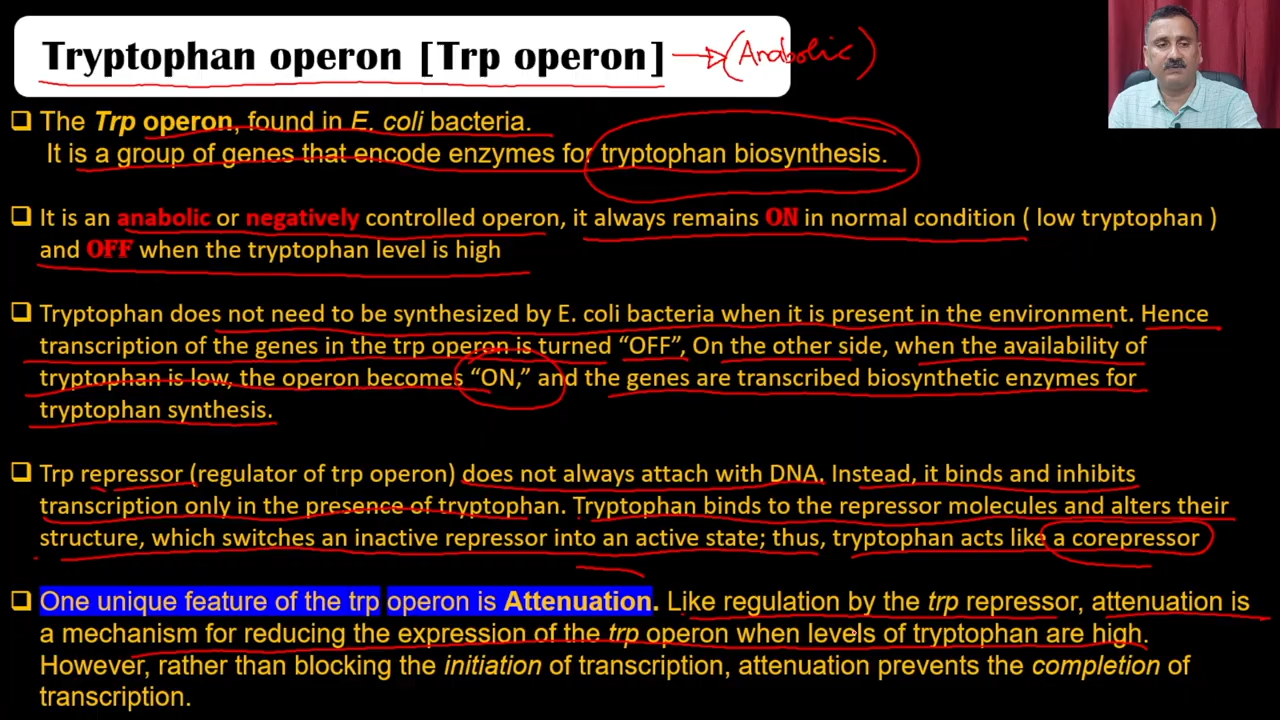 Tryptophan operon [Trp operon] (Anabolic)
❑ The Trp operon, found in E. coli bacteria.
It is a group of genes that encode enzymes for tryptophan biosynthesis.
❑ It is an anabolic or negatively controlled operon, it always remains ON in normal condition ( low tryptophan )
and OFF when the tryptophan level is high
❑ Tryptophan does not need to be synthesized by E. coli bacteria when it is present in the environment. Hence
transcription of the genes in the trp operon is turned “OFF”, On the other side, when the availability of
tryptophan is low, the operon becomes “ON,” and the genes are transcribed biosynthetic enzymes for
tryptophan synthesis.
❑ Trp repressor (regulator of trp operon) does not always attach with DNA. Instead, it binds and inhibits
transcription only in the presence of tryptophan. Tryptophan binds to the repressor molecules and alters their
structure, which switches an inactive repressor into an active state; thus, tryptophan acts like a corepressor
❑ One unique feature of the trp operon is Attenuation. Like regulation by the trp repressor, attenuation is
a mechanism for reducing the expression of the trp operon when levels of tryptophan are high.
However, rather than blocking the initiation of transcription, attenuation prevents the completion of
transcription.